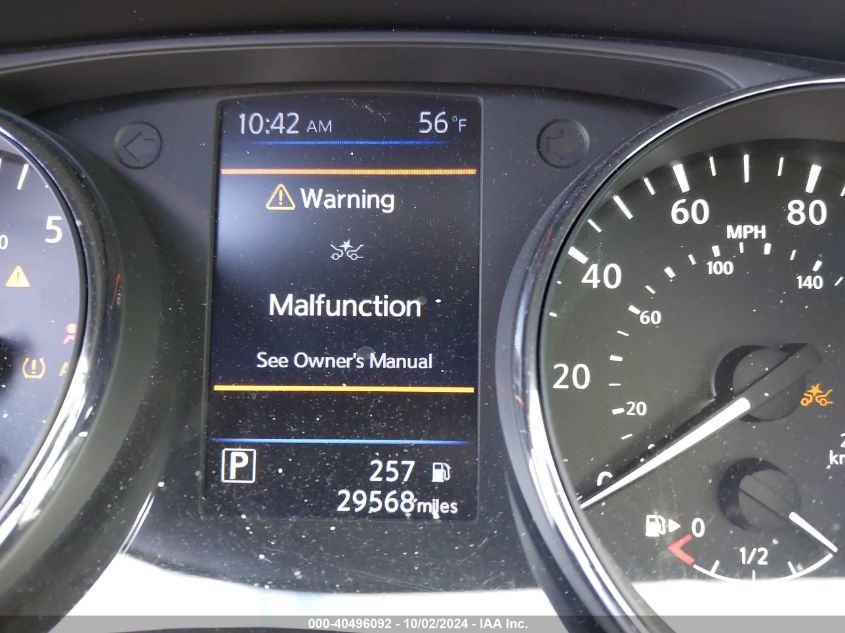 10:42 AM 56°F
Warning
Malfunction
See Owner's Manual
P 257
29568 miles
5
20 40 60 80
MPH
20 60 100 140
0
0 1/2
000-40496092 - 10/02/2024 - IAA Inc.